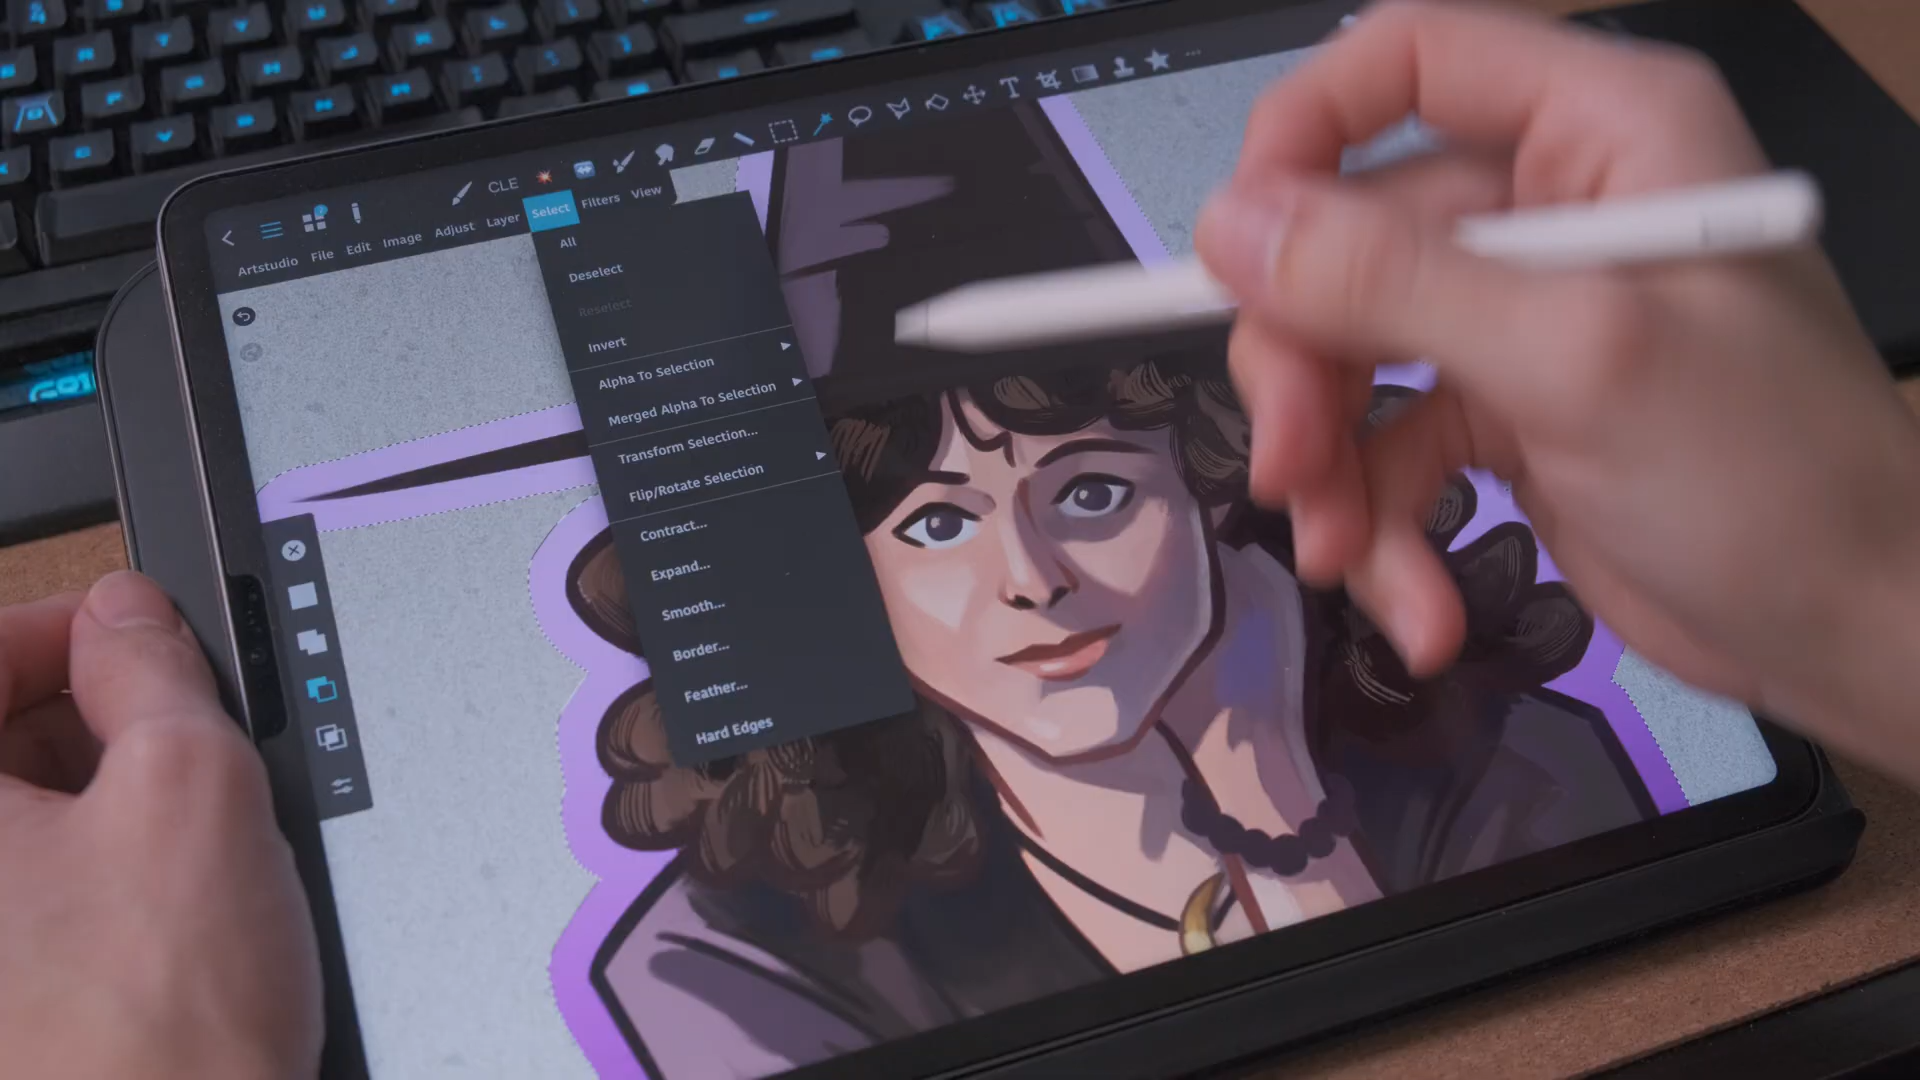 CLE
Artstudio File Edit Image Adjust Layer Select Filters View
All
Deselect
Reselect
Invert
Alpha To Selection
Merged Alpha To Selection
Transform Selection...
Flip/Rotate Selection
Contract...
Expand...
Smooth...
Border...
Feather...
Hard Edges